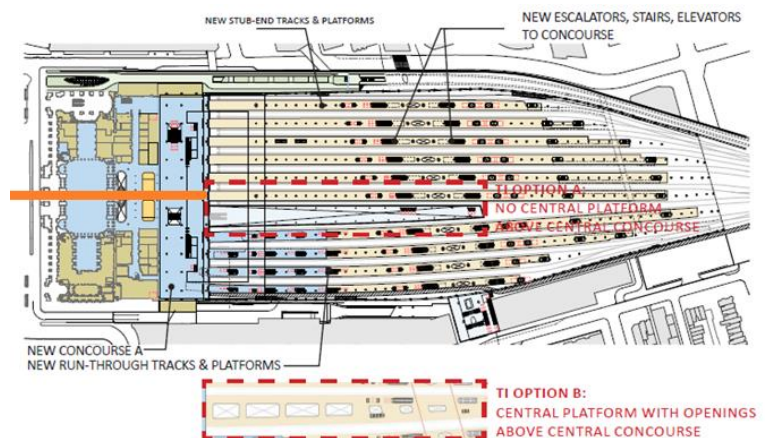 NEW STUB-END TRACKS & PLATFORMS
NEW ESCALATORS, STAIRS, ELEVATORS
TO CONCOURSE
TI OPTION A:
NO CENTRAL PLATFORM
ABOVE CENTRAL CONCOURSE
NEW CONCOURSE A
NEW RUN-THROUGH TRACKS & PLATFORMS
TI OPTION B:
CENTRAL PLATFORM WITH OPENINGS
ABOVE CENTRAL CONCOURSE